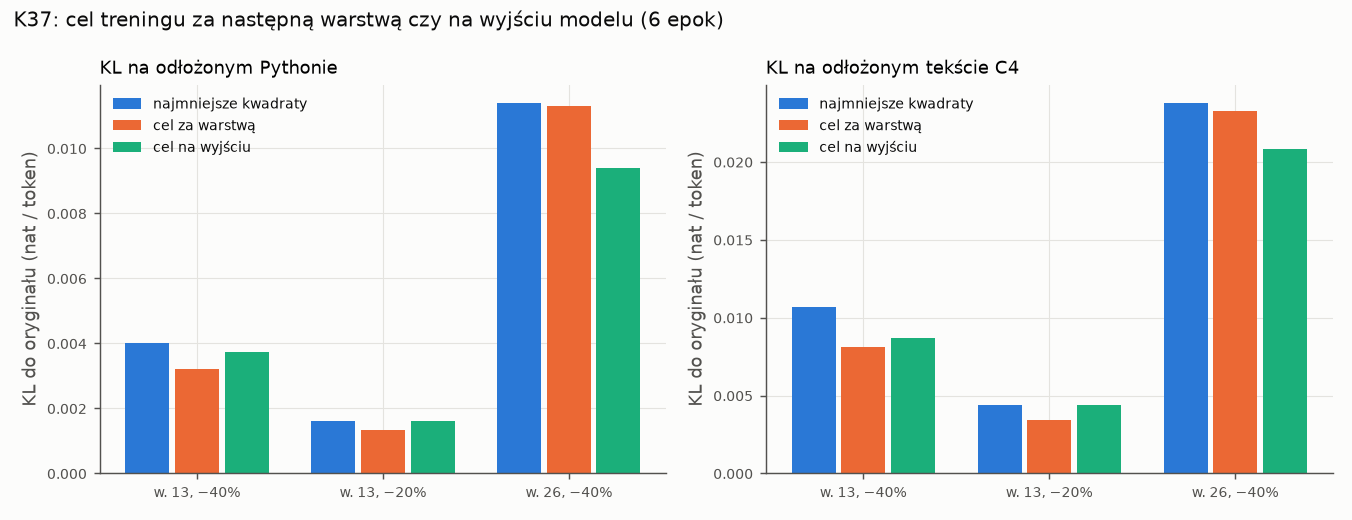 K37: cel treningu za następną warstwą czy na wyjściu modelu (6 epok)
KL na odłożonym Pythonie
najmniejsze kwadraty
cel za warstwą
cel na wyjściu
KL do oryginału (nat / token)
0.010
0.008
0.006
0.004
0.002
0.000
w. 13, −40%
w. 13, −20%
w. 26, −40%
KL na odłożonym tekście C4
najmniejsze kwadraty
cel za warstwą
cel na wyjściu
KL do oryginału (nat / token)
0.020
0.015
0.010
0.005
0.000
w. 13, −40%
w. 13, −20%
w. 26, −40%